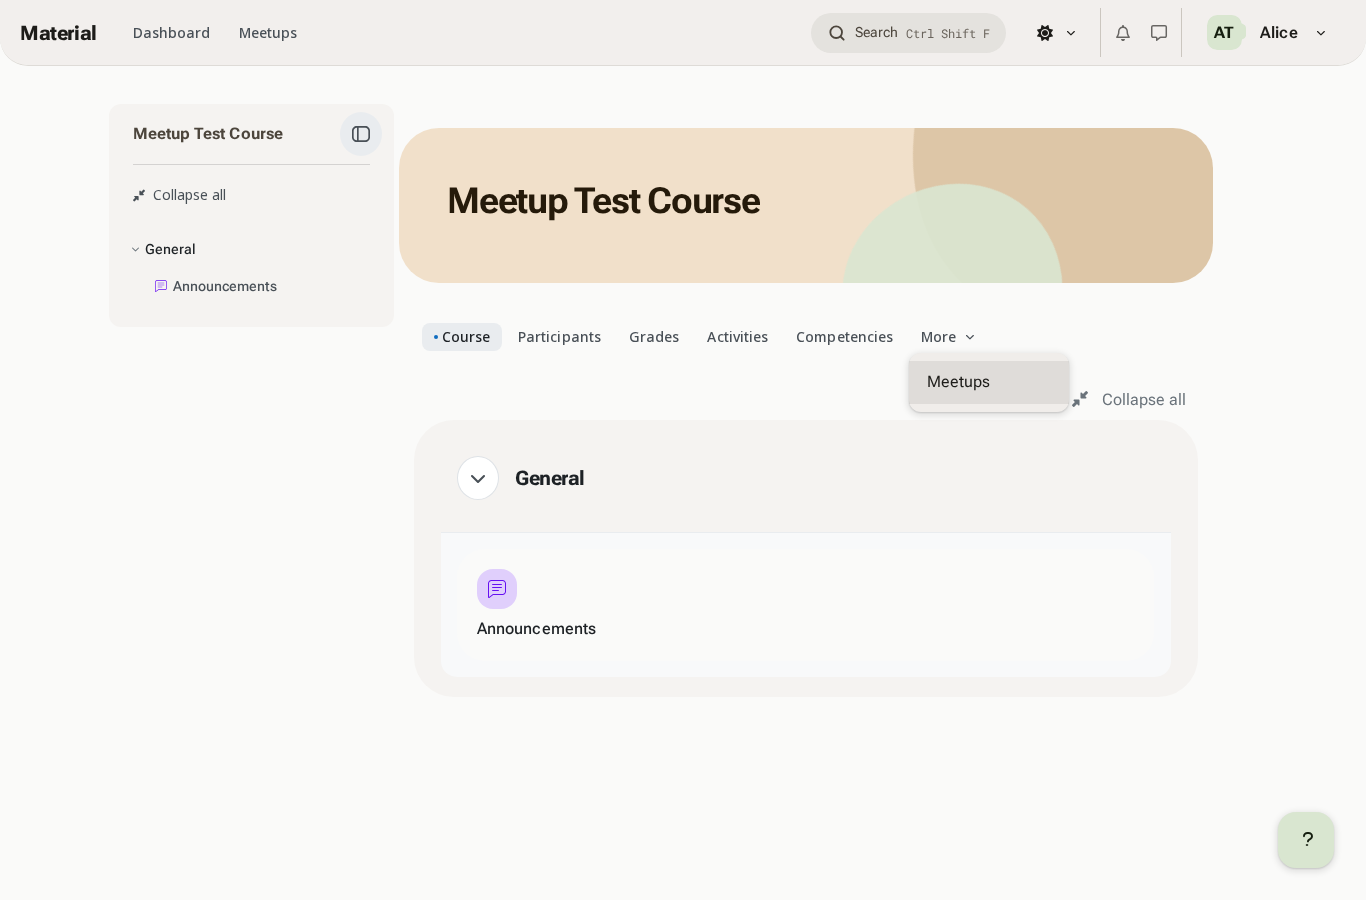 Material
Dashboard
Meetups
Search Ctrl Shift F
AT
Alice
Meetup Test Course
Collapse all
General
Announcements
Meetup Test Course
Course
Participants
Grades
Activities
Competencies
More
Meetups
Collapse all
General
Announcements
?